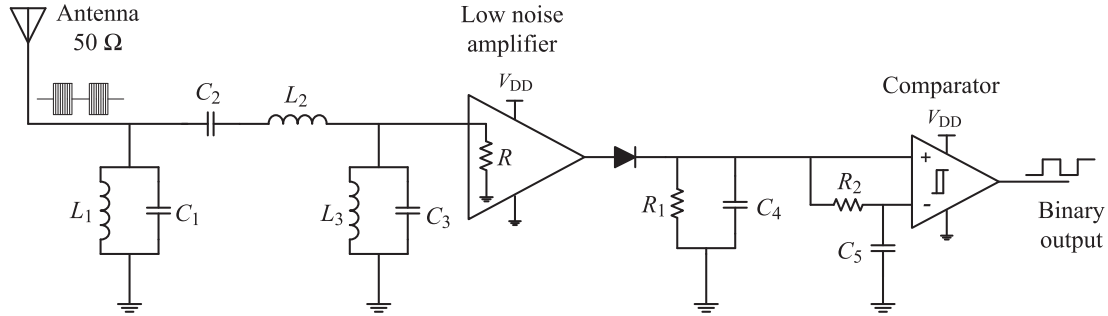 Antenna
50 Ω
Low noise
amplifier
V_DD
C_2
L_2
R
L_1
C_1
L_3
C_3
R_1
C_4
R_2
C_5
Comparator
V_DD
+
-
Binary
output